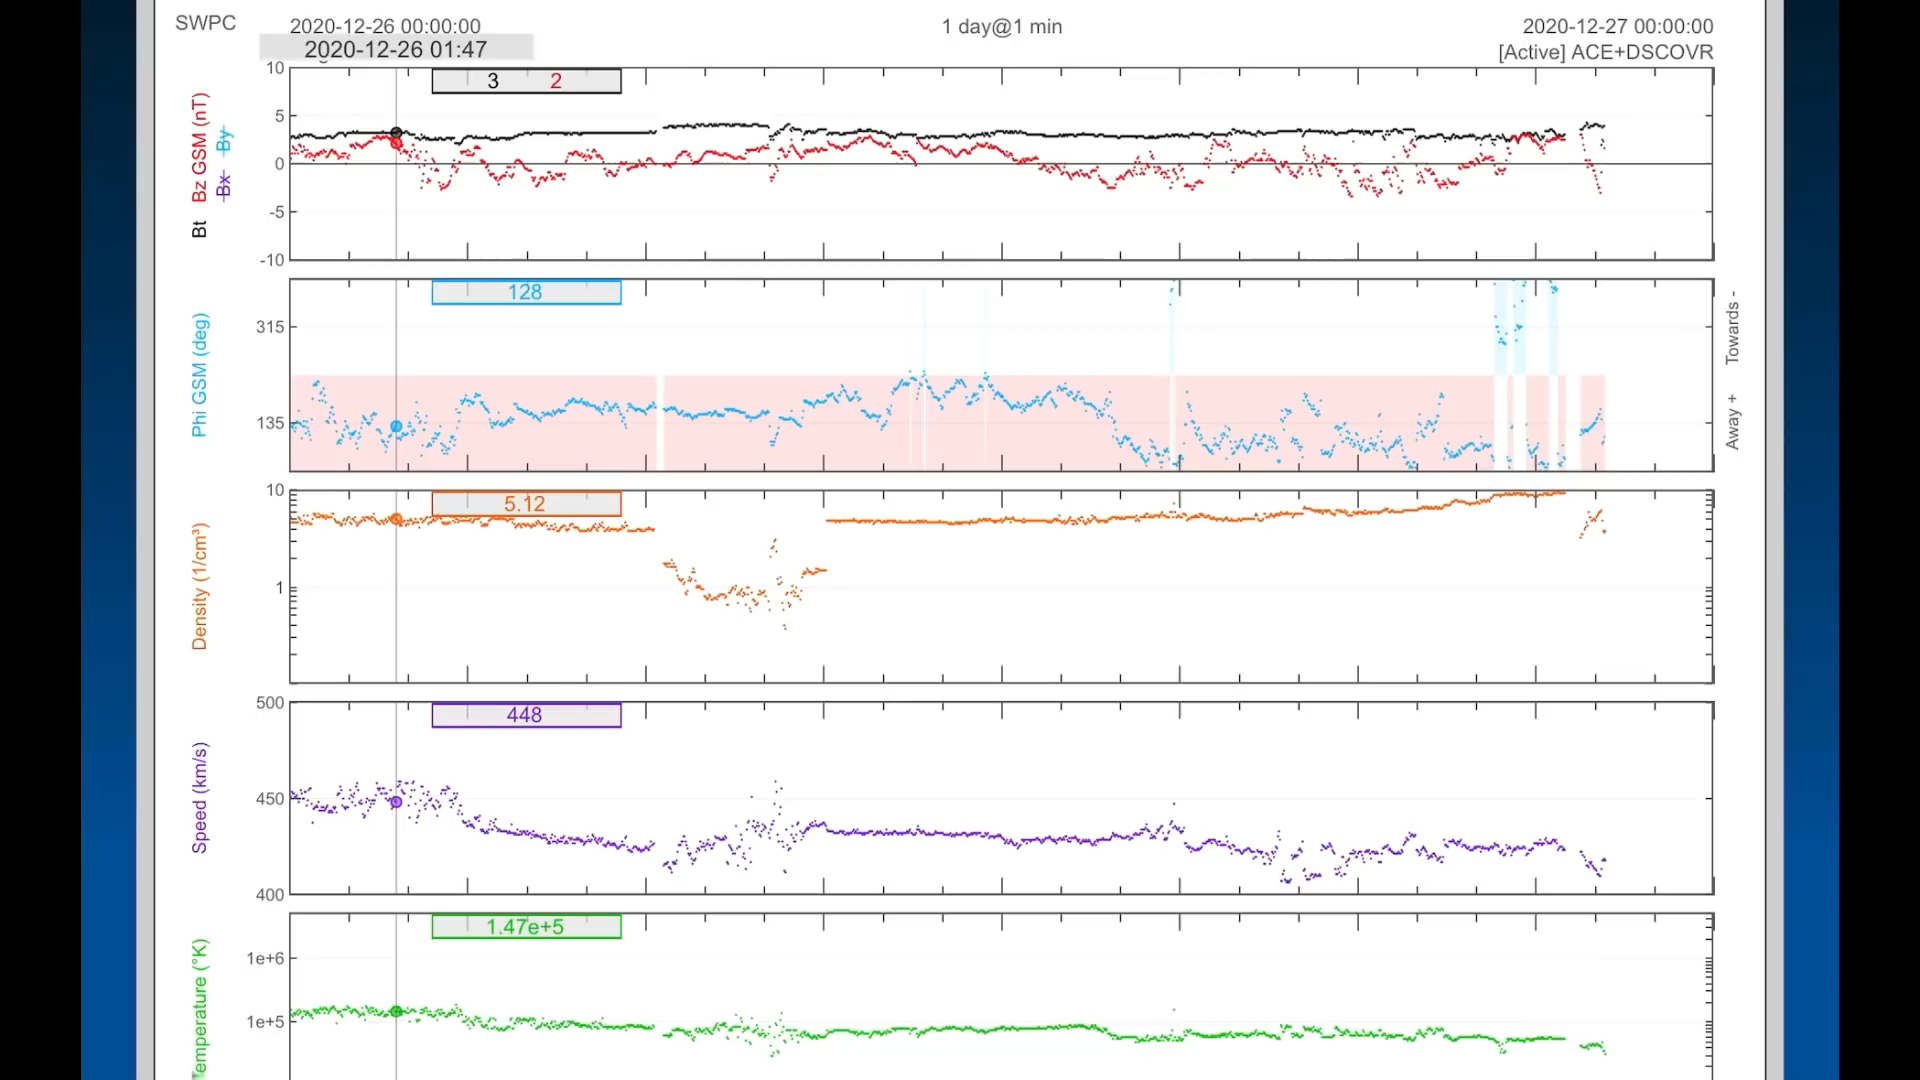 SWPC
2020-12-26 00:00:00
1 day@1 min
2020-12-27 00:00:00
2020-12-26 01:47
[Active] ACE+DSCOVR
10
5
0
-5
-10
3 2
Bt Bz GSM (nT)
Bx By
128
315
135
Phi GSM (deg)
Towards -
Away +
10
1
5.12
Density (1/cm³)
500
450
400
448
Speed (km/s)
1.47e+5
1e+6
1e+5
emperature (°K)